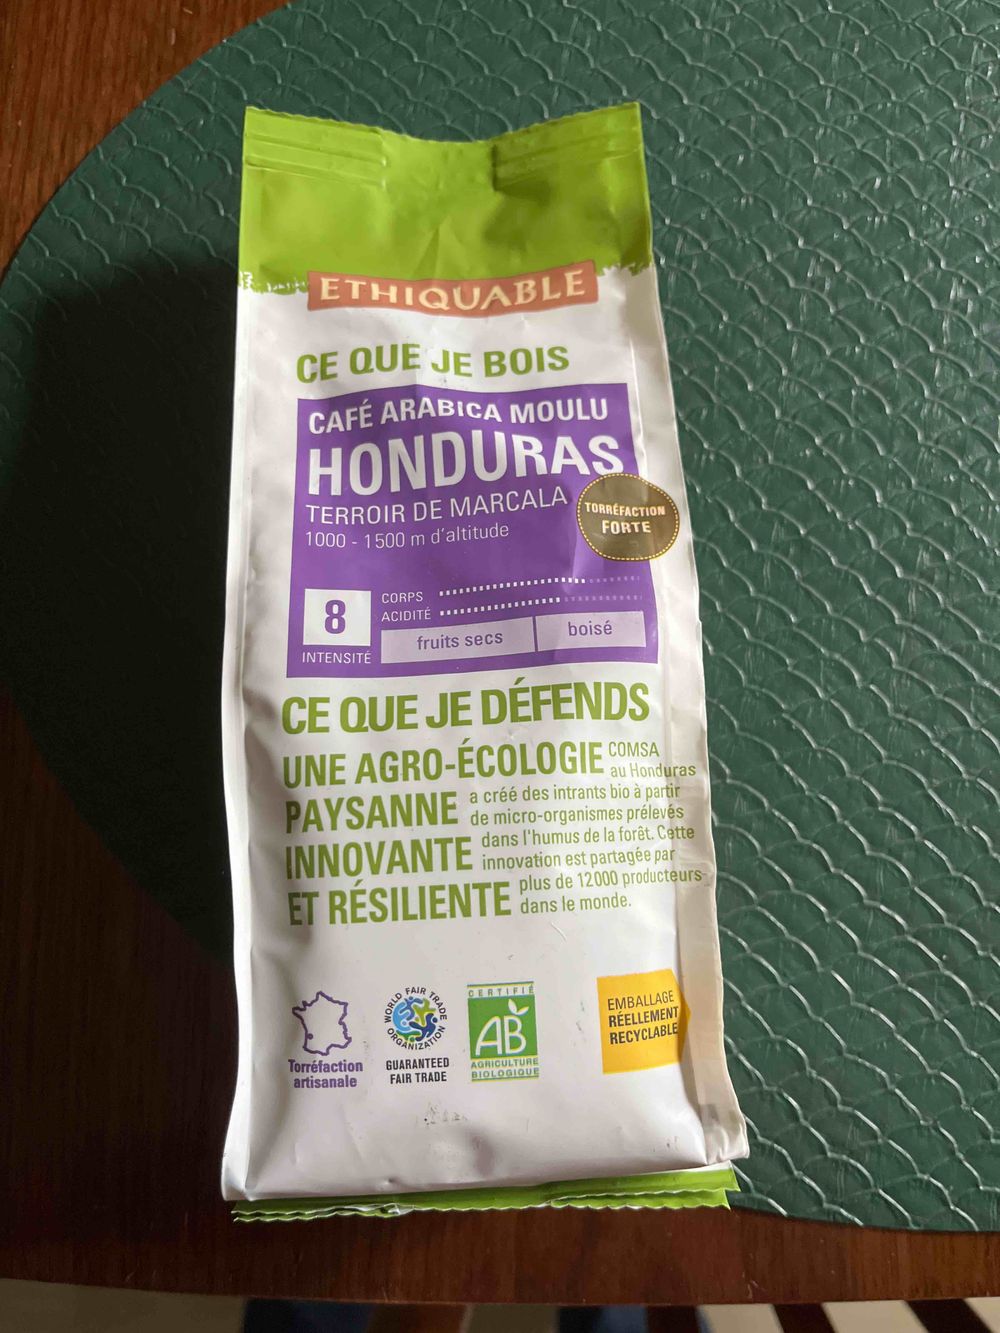 ETHIQUABLE
CE QUE JE BOIS
CAFÉ ARABICA MOULU
HONDURAS
TERROIR DE MARCALA
1000 - 1500 m d'altitude
TORRÉFACTION
FORTE
8
INTENSITÉ
CORPS
ACIDITÉ
fruits secs
boisé
CE QUE JE DÉFENDS
UNE AGRO-ÉCOLOGIE
PAYSANNE
INNOVANTE
ET RÉSILIENTE
COMSA
au Honduras
a créé des intrants bio à partir
de micro-organismes prélevés
dans l'humus de la forêt. Cette
innovation est partagée par
plus de 12000 producteurs
dans le monde.
Torréfaction
artisanale
WORLD FAIR TRADE
ORGANIZATION
GUARANTEED
FAIR TRADE
CERTIFIÉ
AB
AGRICULTURE
BIOLOGIQUE
EMBALLAGE
RÉELLEMENT
RECYCLABLE